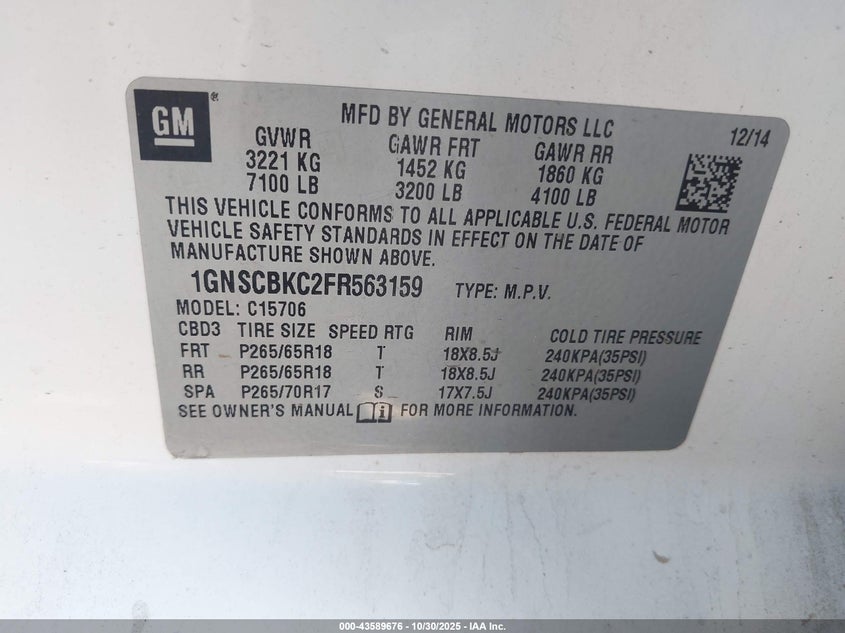 GM ®
MFD BY GENERAL MOTORS LLC
12/14
GVWR GAWR FRT GAWR RR
3221 KG 1452 KG 1860 KG
7100 LB 3200 LB 4100 LB
THIS VEHICLE CONFORMS TO ALL APPLICABLE U.S. FEDERAL MOTOR
VEHICLE SAFETY STANDARDS IN EFFECT ON THE DATE OF
MANUFACTURE SHOWN ABOVE.
1GNSCBKC2FR563159 TYPE: M.P.V.
MODEL: C15706
CBD3 TIRE SIZE SPEED RTG RIM COLD TIRE PRESSURE
FRT P265/65R18 T 18X8.5J 240KPA(35PSI)
RR P265/65R18 T 18X8.5J 240KPA(35PSI)
SPA P265/70R17 S 17X7.5J 240KPA(35PSI)
SEE OWNER'S MANUAL i FOR MORE INFORMATION.
000-43589676 - 10/30/2025 - IAA Inc.